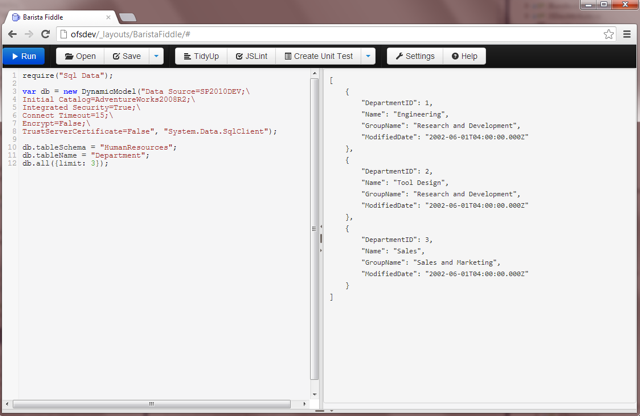 Barista Fiddle
ofsdev/_layouts/BaristaFiddle/#
Run Open Save TidyUp JSLint Create Unit Test Settings Help
1 require("Sql Data");
2
3 var db = new DynamicModel("Data Source=SP2010DEV;\
4 Initial Catalog=AdventureWorks2008R2;\
5 Integrated Security=True;\
6 Connect Timeout=15;\
7 Encrypt=False;\
8 TrustServerCertificate=False", "System.Data.SqlClient");
9
10 db.tableSchema = "HumanResources";
11 db.tableName = "Department";
12 db.all({limit: 3});
[
{
"DepartmentID": 1,
"Name": "Engineering",
"GroupName": "Research and Development",
"ModifiedDate": "2002-06-01T04:00:00.000Z"
},
{
"DepartmentID": 2,
"Name": "Tool Design",
"GroupName": "Research and Development",
"ModifiedDate": "2002-06-01T04:00:00.000Z"
},
{
"DepartmentID": 3,
"Name": "Sales",
"GroupName": "Sales and Marketing",
"ModifiedDate": "2002-06-01T04:00:00.000Z"
}
]